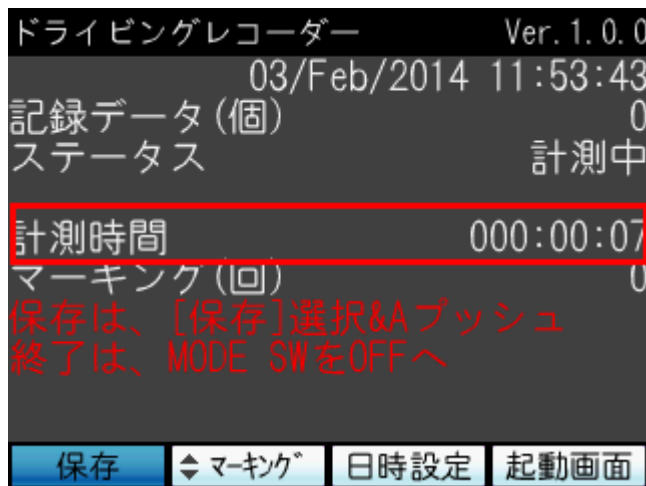 ドライビングレコーダー Ver.1.0.0
03/Feb/2014 11:53:43
記録データ(個) 0
ステータス 計測中
計測時間 000:00:07
マーキング(回) 0
保存は、[保存]選択&Aプッシュ
終了は、MODE SWをOFFへ
保存 マーキング 日時設定 起動画面